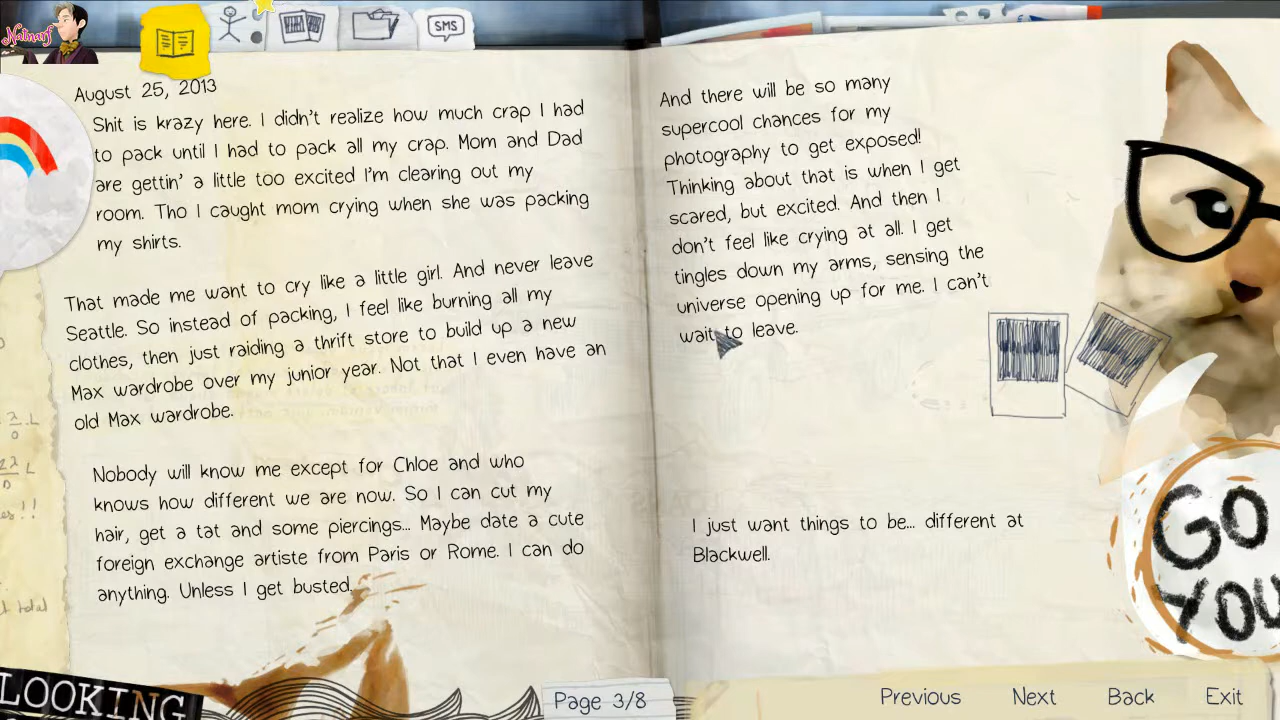 Natnarf
SMS
August 25, 2013
Shit is krazy here. I didn't realize how much crap I had
to pack until I had to pack all my crap. Mom and Dad
are gettin' a little too excited I'm clearing out my
room. Tho I caught mom crying when she was packing
my shirts.
That made me want to cry like a little girl. And never leave
Seattle. So instead of packing, I feel like burning all my
clothes, then just raiding a thrift store to build up a new
Max wardrobe over my junior year. Not that I even have an
old Max wardrobe.
Nobody will know me except for Chloe and who
knows how different we are now. So I can cut my
hair, get a tat and some piercings... Maybe date a cute
foreign exchange artiste from Paris or Rome. I can do
anything. Unless I get busted.
LOOKING
And there will be so many
supercool chances for my
photography to get exposed!
Thinking about that is when I get
scared, but excited. And then I
don't feel like crying at all. I get
tingles down my arms, sensing the
universe opening up for me. I can't
wait to leave.
I just want things to be... different at
Blackwell.
GO
YOU
Page 3/8
Previous Next Back Exit